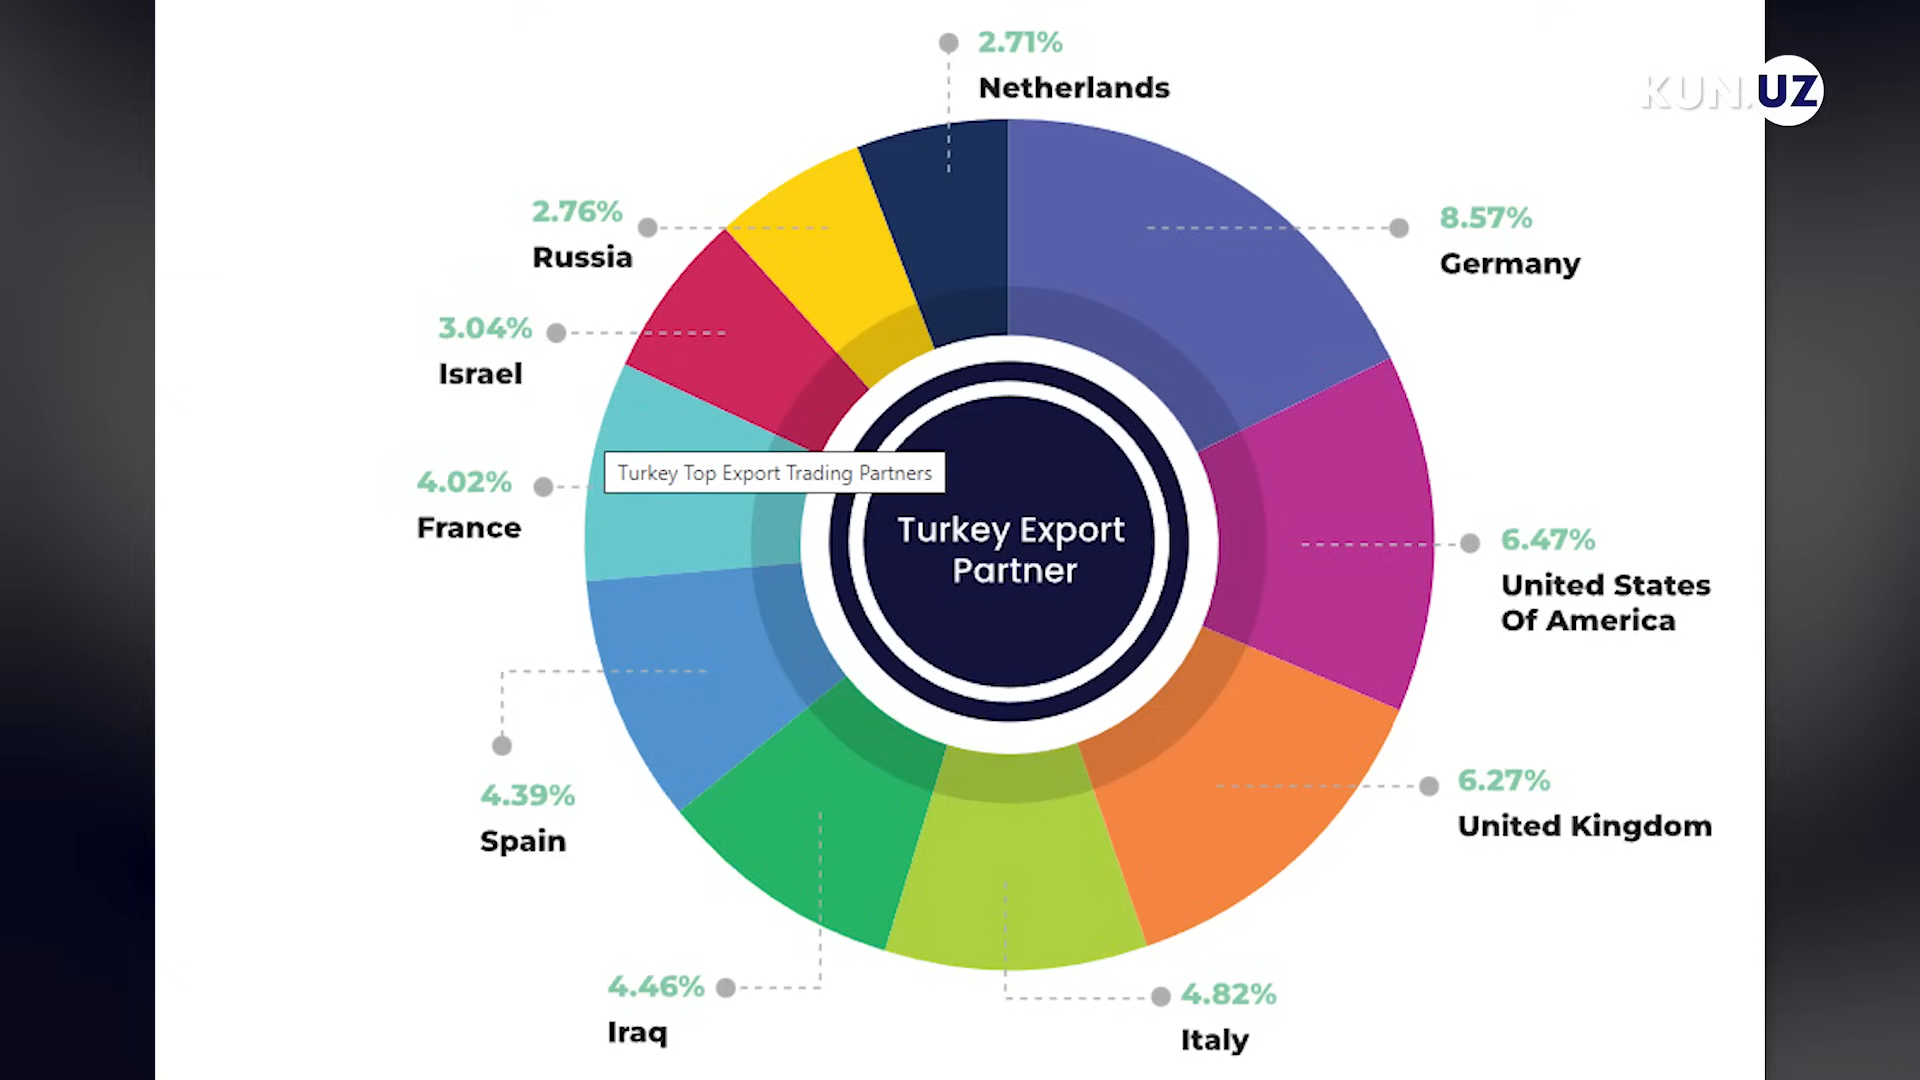 2.71%
Netherlands
KUN.UZ
2.76%
Russia
8.57%
Germany
3.04%
Israel
4.02%
France
Turkey Top Export Trading Partners
Turkey Export
Partner
6.47%
United States
Of America
4.39%
Spain
6.27%
United Kingdom
4.46%
Iraq
4.82%
Italy